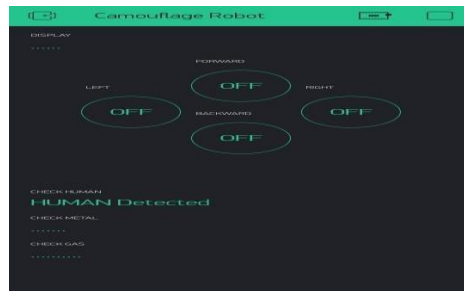 Camouflage Robot
DISPLAY
......
FORWARD
LEFT OFF RIGHT
OFF BACKWARD OFF
OFF
CHECK HUMAN
HUMAN Detected
CHECK METAL
.......
CHECK GAS
..........